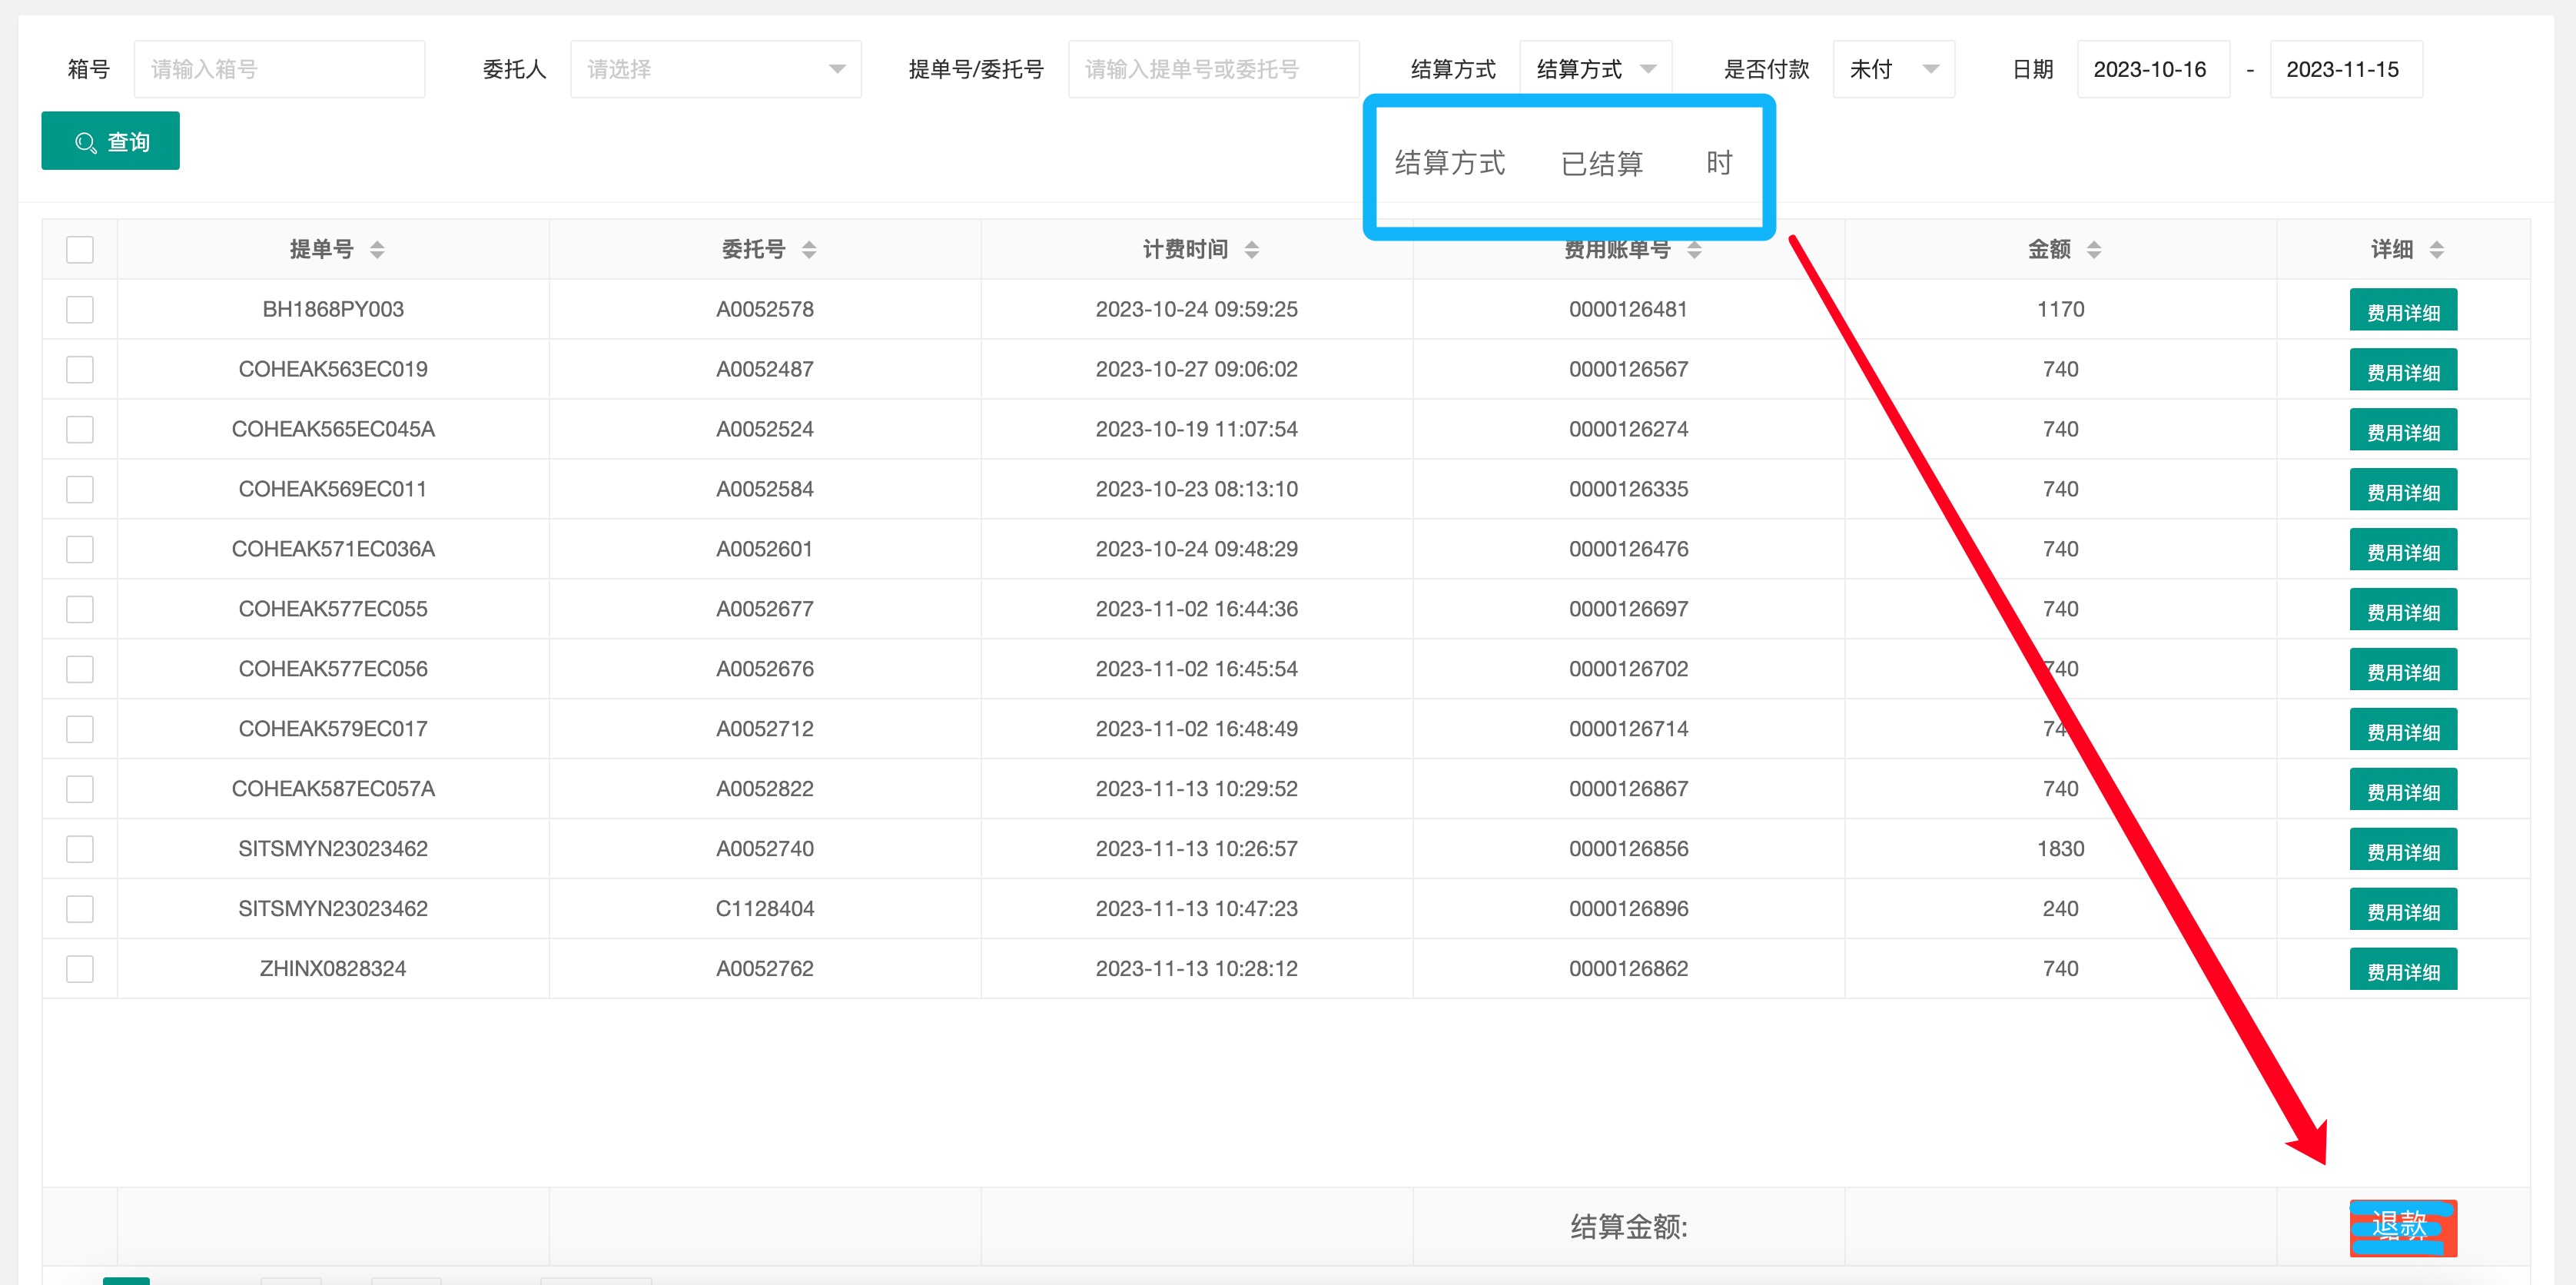 箱号 请输入箱号 委托人 请选择 提单号/委托号 请输入提单号或委托号 结算方式 结算方式 是否付款 未付 日期 2023-10-16 - 2023-11-15
查询
结算方式 已结算 时
提单号 委托号 计费时间 费用账单号 金额 详细
BH1868PY003 A0052578 2023-10-24 09:59:25 0000126481 1170 费用详细
COHEAK563EC019 A0052487 2023-10-27 09:06:02 0000126567 740 费用详细
COHEAK565EC045A A0052524 2023-10-19 11:07:54 0000126274 740 费用详细
COHEAK569EC011 A0052584 2023-10-23 08:13:10 0000126335 740 费用详细
COHEAK571EC036A A0052601 2023-10-24 09:48:29 0000126476 740 费用详细
COHEAK577EC055 A0052677 2023-11-02 16:44:36 0000126697 740 费用详细
COHEAK577EC056 A0052676 2023-11-02 16:45:54 0000126702 740 费用详细
COHEAK579EC017 A0052712 2023-11-02 16:48:49 0000126714 费用详细
COHEAK587EC057A A0052822 2023-11-13 10:29:52 0000126867 740 费用详细
SITSMYN23023462 A0052740 2023-11-13 10:26:57 0000126856 1830 费用详细
SITSMYN23023462 C1128404 2023-11-13 10:47:23 0000126896 240 费用详细
ZHINX0828324 A0052762 2023-11-13 10:28:12 0000126862 740 费用详细
结算金额: 退款